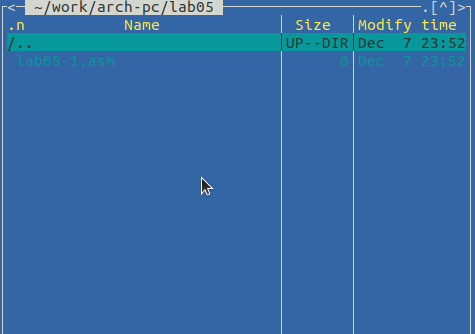 <- ~/work/arch-pc/lab05 .[^]>
.n Name Size Modify time
/.. UP--DIR Dec 7 23:52
lab05-1.asm 0 Dec 7 23:52